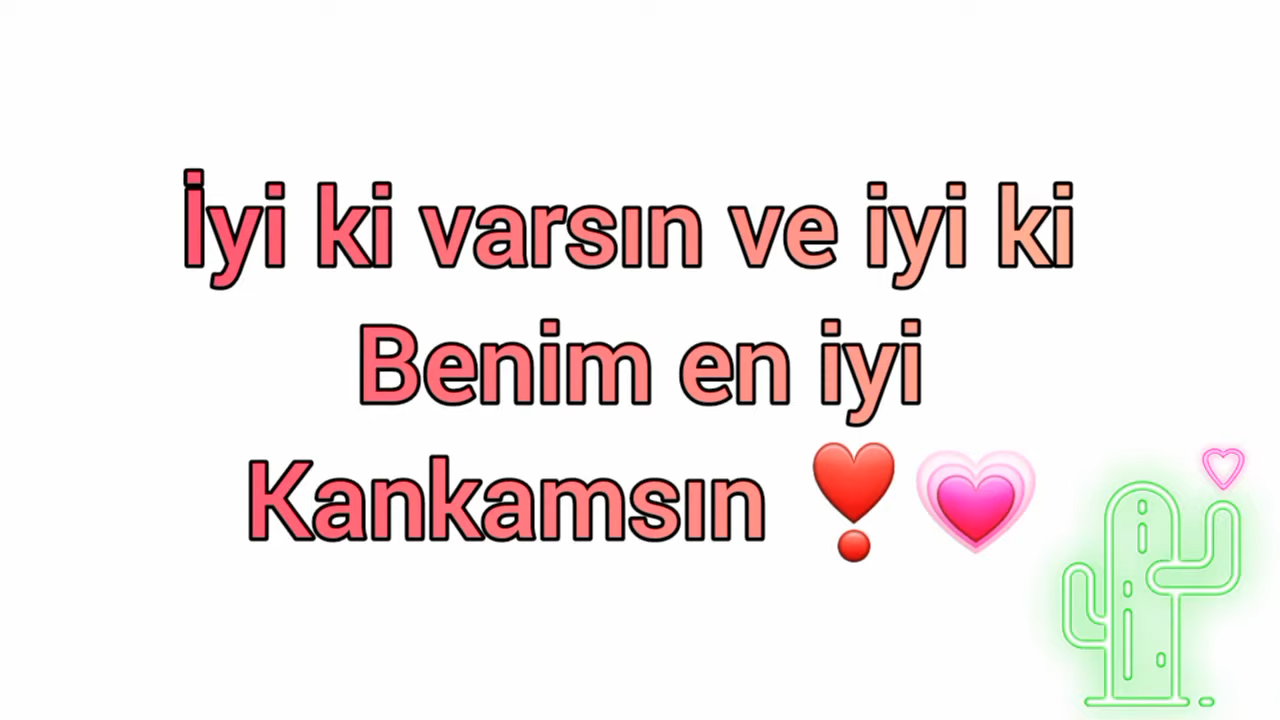 İyi ki varsın ve iyi ki
Benim en iyi
Kankamsın ❣️💗